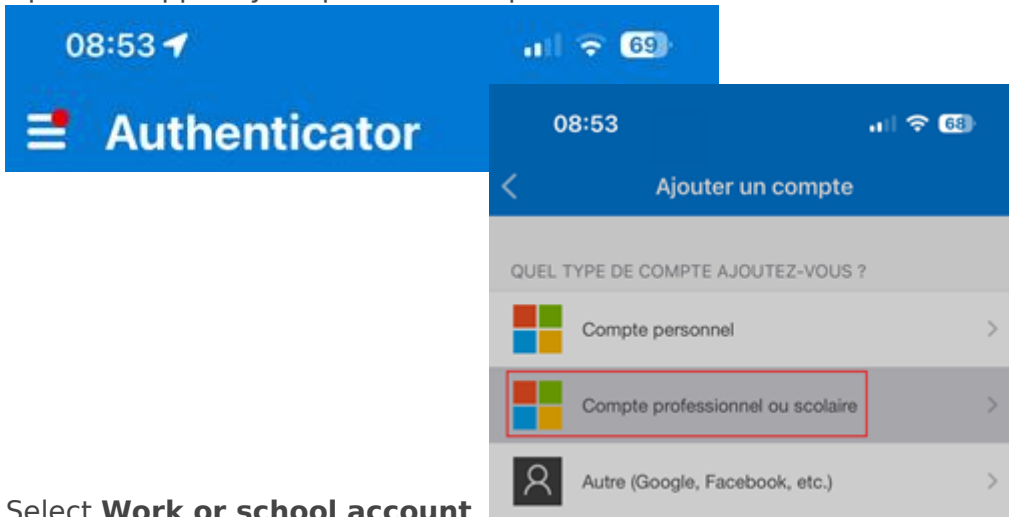 08:53
69
Authenticator
08:53
68
Ajouter un compte
QUEL TYPE DE COMPTE AJOUTEZ-VOUS ?
Compte personnel
Compte professionnel ou scolaire
Autre (Google, Facebook, etc.)
Select Work or school account